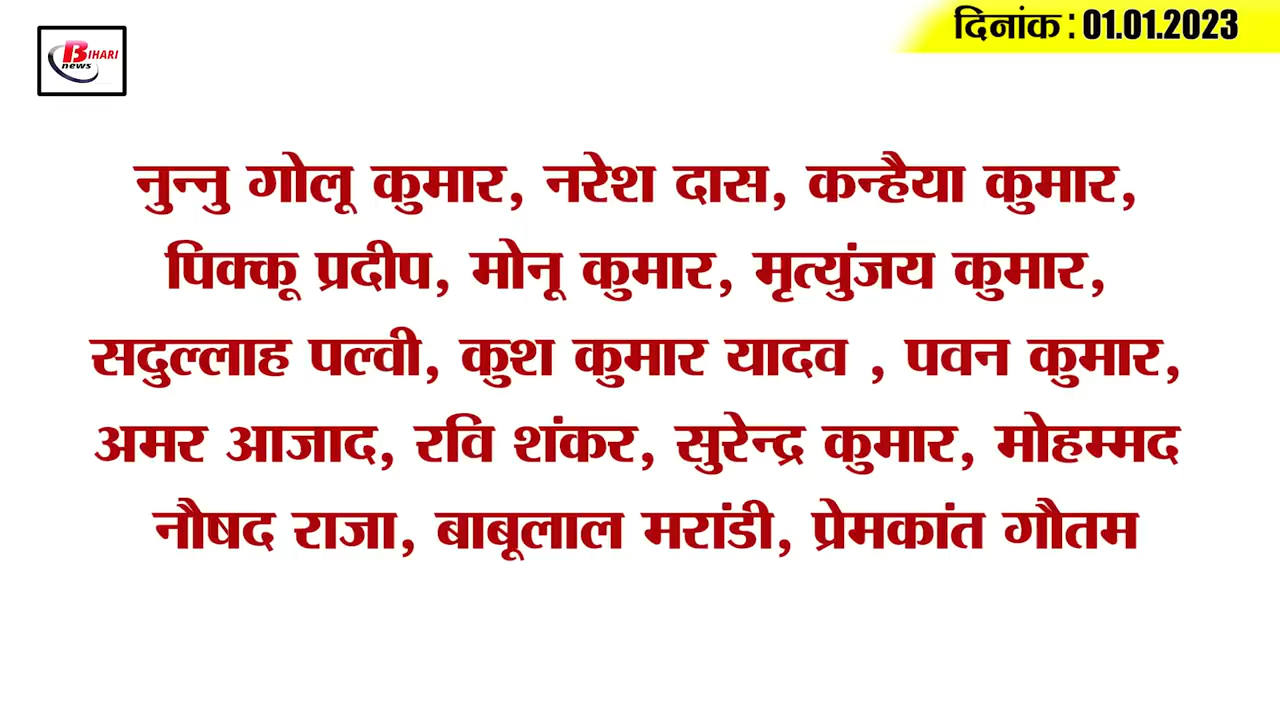 BIHARI
news
दिनांक : 01.01.2023
नुन्नु गोलू कुमार, नरेश दास, कन्हैया कुमार,
पिक्कू प्रदीप, मोनू कुमार, मृत्युंजय कुमार,
सदुल्लाह पल्वी, कुश कुमार यादव , पवन कुमार,
अमर आजाद, रवि शंकर, सुरेन्द्र कुमार, मोहम्मद
नौषद राजा, बाबूलाल मरांडी, प्रेमकांत गौतम